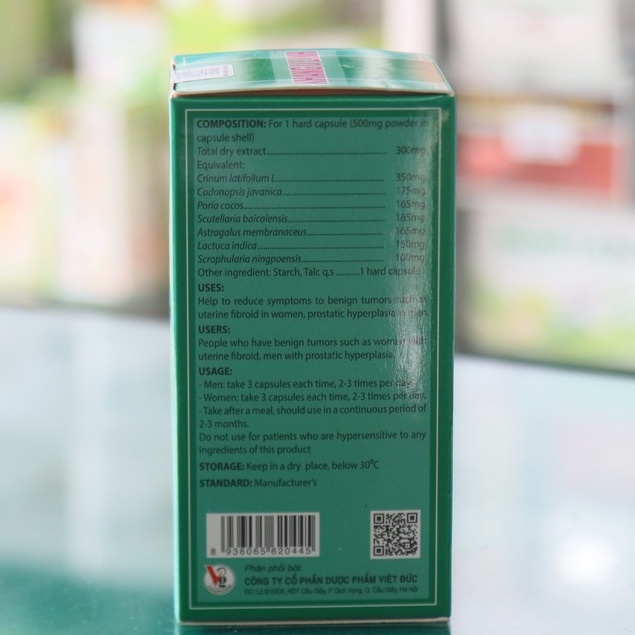 COMPOSITION: For 1 hard capsule (500mg powder in
capsule shell)
Total dry extract............ 300mg
Equivalent:
Crinum latifolium L............ 350mg
Codonopsis javanica............ 175mg
Poria cocos............ 165mg
Scutellaria baicalensis............ 165mg
Astragalus membranaceus............ 165mg
Lactuca indica............ 150mg
Scrophularia ningpoensis............ 100mg
Other ingredient: Starch, Talc q.s ..........1 hard capsule
USES:
Help to reduce symptoms to benign tumors such as
uterine fibroid in women, prostatic hyperplasia in men.
USERS:
People who have benign tumors such as women with
uterine fibroid, men with prostatic hyperplasia.
USAGE:
- Men: take 3 capsules each time, 2-3 times per day.
- Women: take 3 capsules each time, 2-3 times per day.
- Take after a meal, should use in a continuous period of
2-3 months.
Do not use for patients who are hypersensitive to any
ingredients of this product
STORAGE: Keep in a dry place, below 30°C
STANDARD: Manufacturer's
8 936065 620445
Phân phối bởi:
CÔNG TY CỔ PHẦN DƯỢC PHẨM VIỆT ĐỨC
Cầu Giấy, Hà Nội